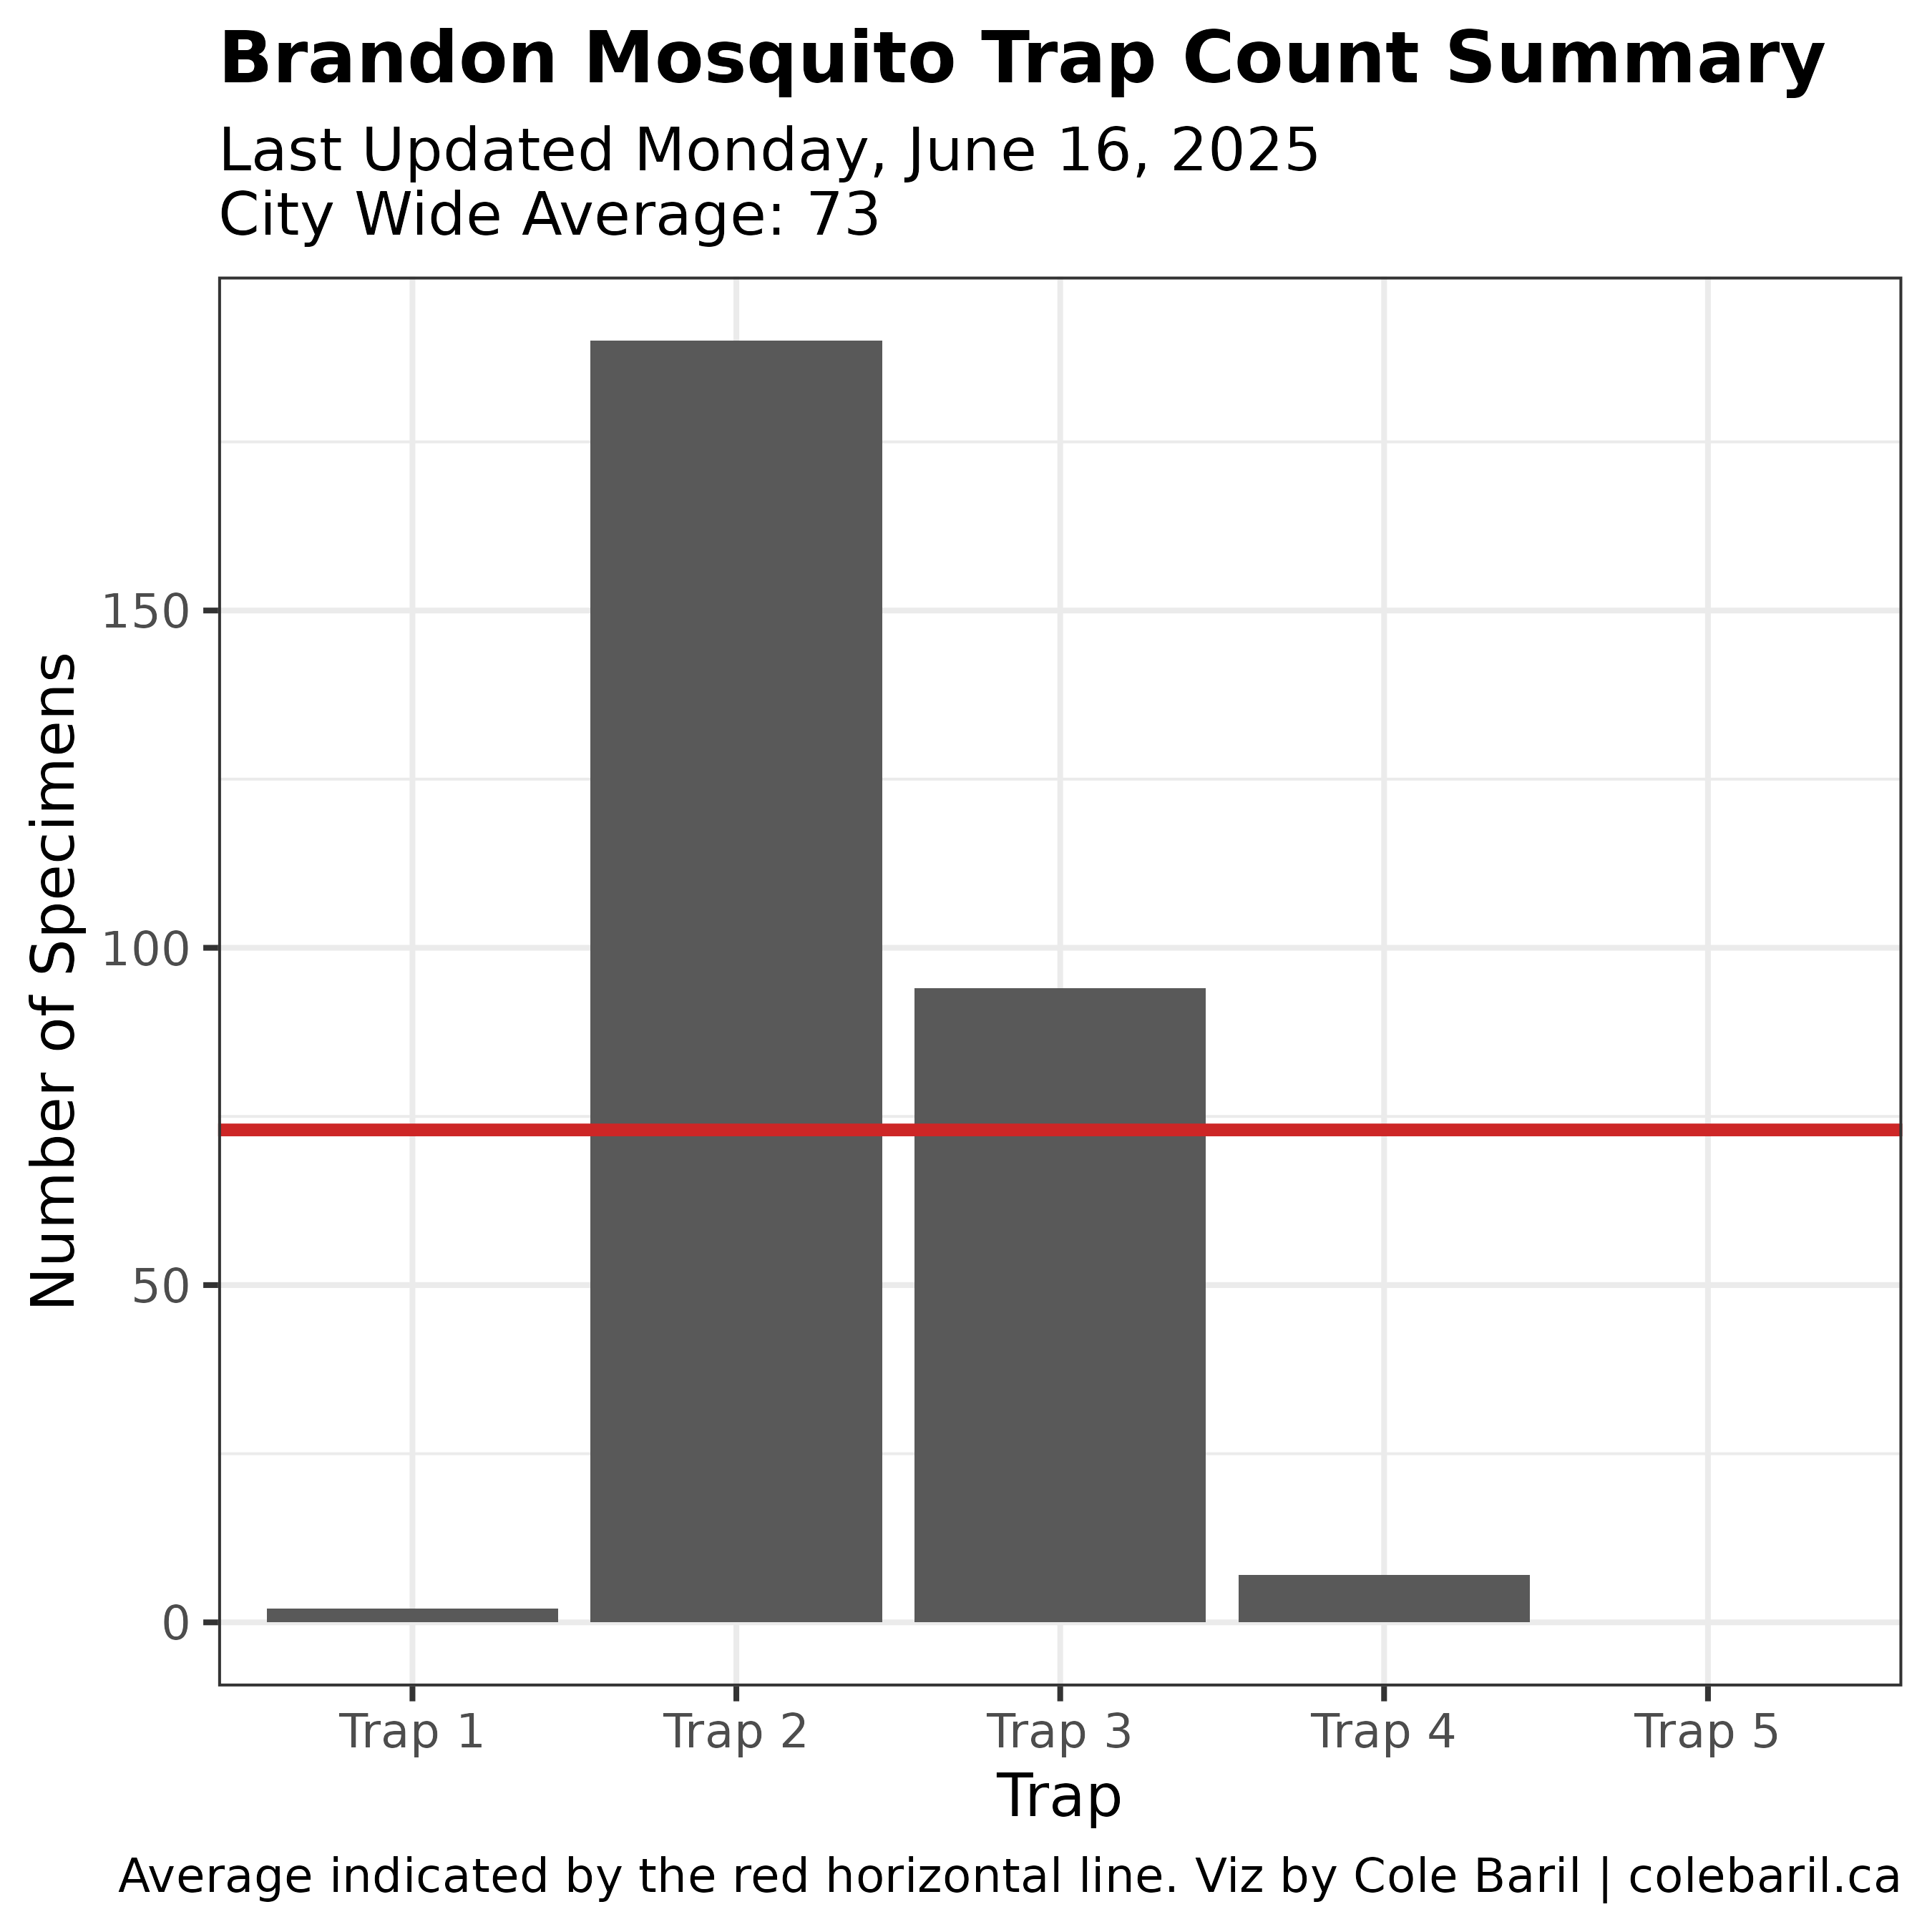 Brandon Mosquito Trap Count Summary
Last Updated Monday, June 16, 2025
City Wide Average: 73
Number of Specimens
150
100
50
0
Trap 1
Trap 2
Trap 3
Trap 4
Trap 5
Trap
Average indicated by the red horizontal line. Viz by Cole Baril | colebaril.ca